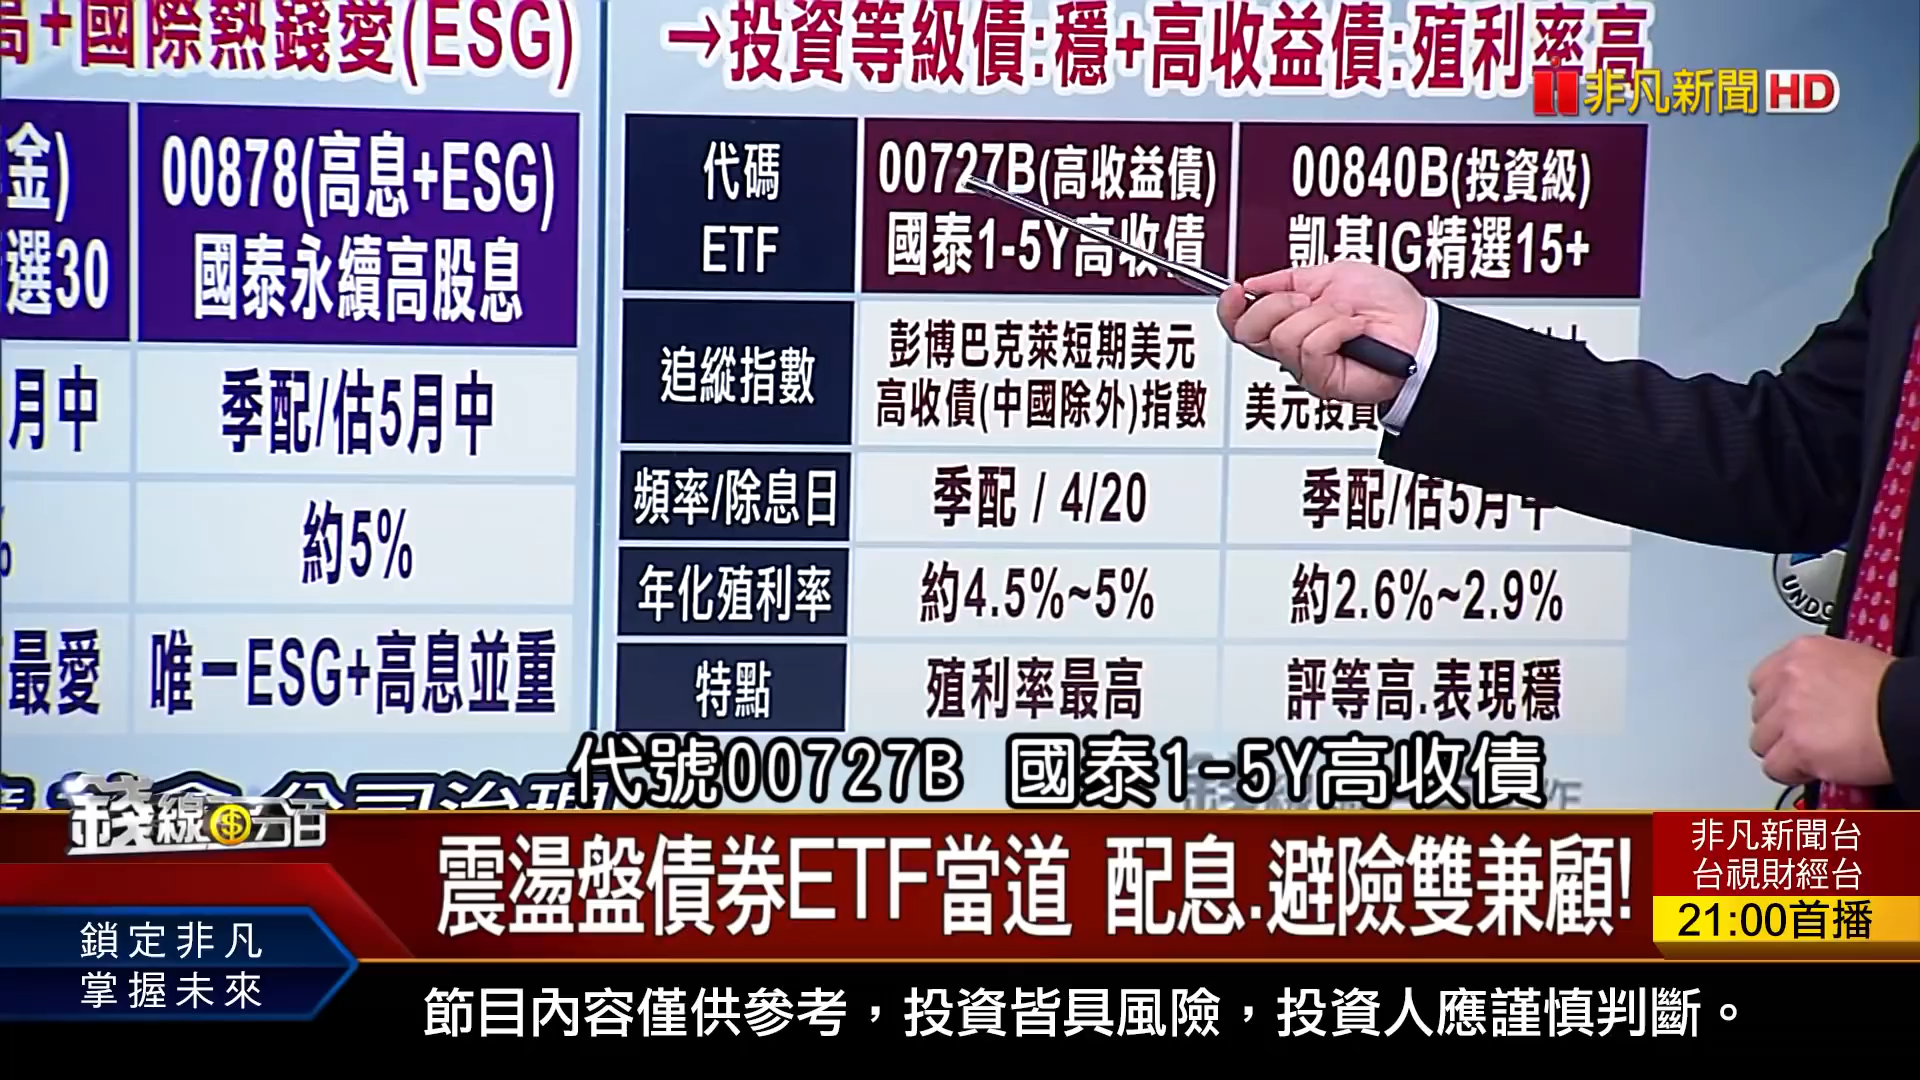 高+國際熱錢愛(ESG)
→投資等級債:穩+高收益債:殖利率高
非凡新聞HD
金)
選30
00878(高息+ESG)
國泰永續高股息
月中
季配/估5月中
%
約5%
最愛
唯一ESG+高息並重
代碼
ETF
00727B(高收益債)
國泰1-5Y高收債
00840B(投資級)
凱基IG精選15+
追縱指數
彭博巴克萊短期美元
高收債(中國除外)指數
美元投資
頻率/除息日
季配 / 4/20
季配/估5月中
年化殖利率
約4.5%~5%
約2.6%~2.9%
特點
殖利率最高
評等高.表現穩
UNDO
代號00727B 國泰1-5Y高收債
錢線百分百
震盪盤債券ETF當道 配息.避險雙兼顧!
非凡新聞台
台視財經台
21:00首播
鎖定非凡
掌握未來
節目內容僅供參考，投資皆具風險，投資人應謹慎判斷。